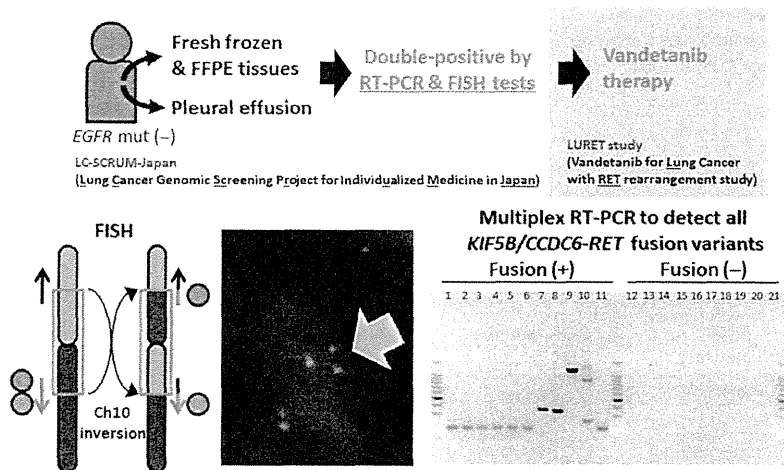 Fresh frozen
& FFPE tissues
Pleural effusion
EGFR mut (–)
LC-SCRUM-Japan
(Lung Cancer Genomic Screening Project for Individualized Medicine in Japan)
Double-positive by
RT-PCR & FISH tests
Vandetanib
therapy
LURET study
(Vandetanib for Lung Cancer
with RET rearrangement study)
FISH
Ch10
inversion
Multiplex RT-PCR to detect all
KIF5B/CCDC6-RET fusion variants
Fusion (+)
Fusion (–)
1 2 3 4 5 6 7 8 9 10 11
12 13 14 15 16 17 18 19 20 21